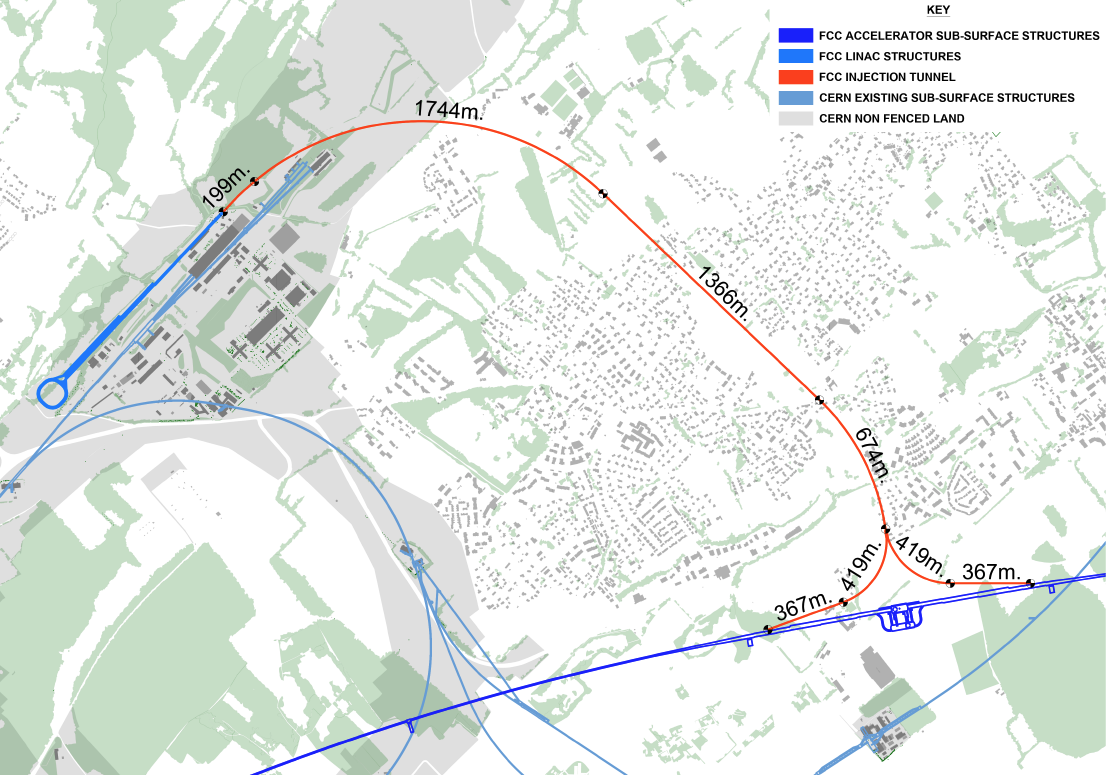 KEY
FCC ACCELERATOR SUB-SURFACE STRUCTURES
FCC LINAC STRUCTURES
FCC INJECTION TUNNEL
CERN EXISTING SUB-SURFACE STRUCTURES
CERN NON FENCED LAND
1744m.
199m.
1366m.
674m.
419m.
419m.
367m.
367m.